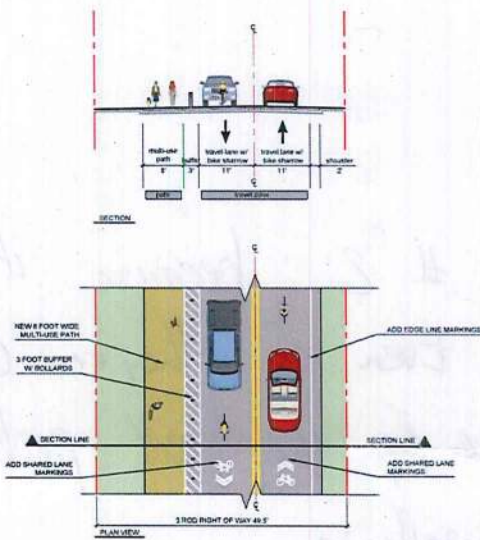 ℄
multi-use
path
8'
buffer
3'
travel lane w/
bike sharrow
11'
travel lane w/
bike sharrow
11'
shoulder
2'
℄
path
travel zone
SECTION
℄
NEW 8 FOOT WIDE
MULTI-USE PATH
3 FOOT BUFFER
W/ BOLLARDS
ADD EDGE LINE MARKINGS
SECTION LINE
SECTION LINE
ADD SHARED LANE
MARKINGS
ADD SHARED LANE
MARKINGS
3 ROD RIGHT OF WAY 49.5'
PLAN VIEW